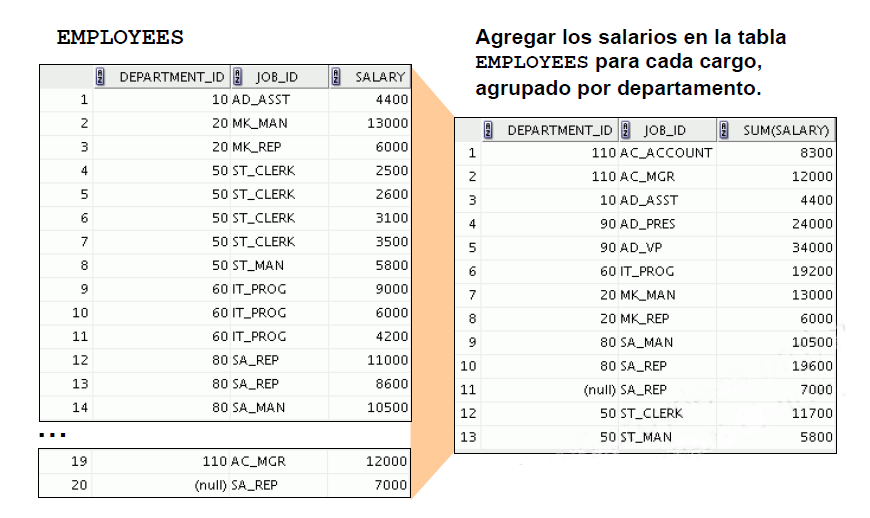 EMPLOYEES
DEPARTMENT_ID JOB_ID SALARY
1 10 AD_ASST 4400
2 20 MK_MAN 13000
3 20 MK_REP 6000
4 50 ST_CLERK 2500
5 50 ST_CLERK 2600
6 50 ST_CLERK 3100
7 50 ST_CLERK 3500
8 50 ST_MAN 5800
9 60 IT_PROG 9000
10 60 IT_PROG 6000
11 60 IT_PROG 4200
12 80 SA_REP 11000
13 80 SA_REP 8600
14 80 SA_MAN 10500
...
19 110 AC_MGR 12000
20 (null) SA_REP 7000
Agregar los salarios en la tabla
EMPLOYEES para cada cargo,
agrupado por departamento.
DEPARTMENT_ID JOB_ID SUM(SALARY)
1 110 AC_ACCOUNT 8300
2 110 AC_MGR 12000
3 10 AD_ASST 4400
4 90 AD_PRES 24000
5 90 AD_VP 34000
6 60 IT_PROG 19200
7 20 MK_MAN 13000
8 20 MK_REP 6000
9 80 SA_MAN 10500
10 80 SA_REP 19600
11 (null) SA_REP 7000
12 50 ST_CLERK 11700
13 50 ST_MAN 5800